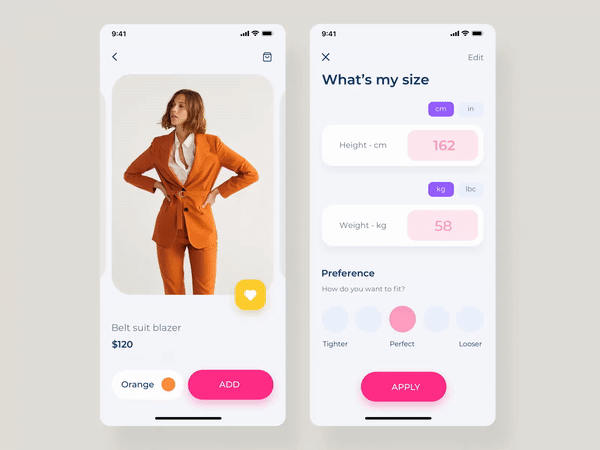 9:41
Belt suit blazer
$120
Orange
ADD
9:41
Edit
What's my size
cm in
Height - cm 162
kg lbc
Weight - kg 58
Preference
How do you want to fit?
Tighter Perfect Looser
APPLY